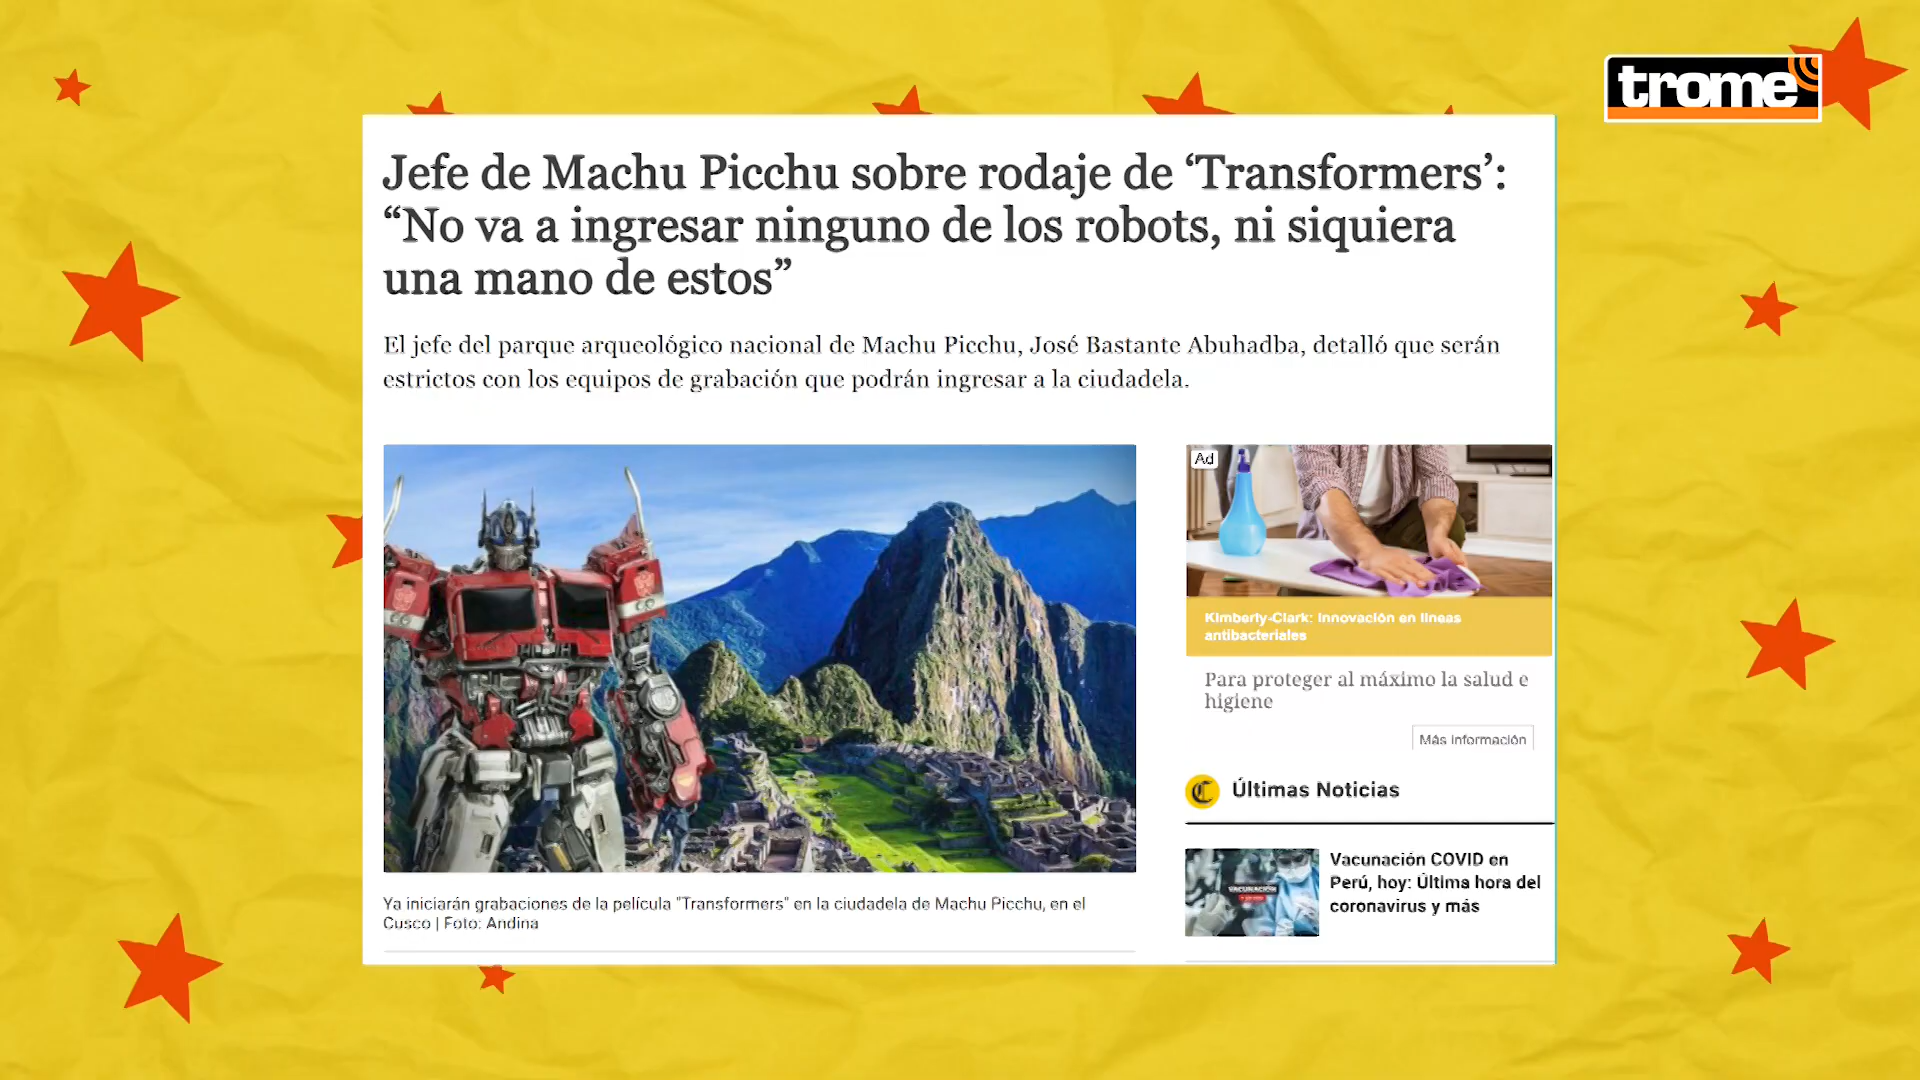 trome
Jefe de Machu Picchu sobre rodaje de ‘Transformers’:
“No va a ingresar ninguno de los robots, ni siquiera
una mano de estos”
El jefe del parque arqueológico nacional de Machu Picchu, José Bastante Abuhadba, detalló que serán
estrictos con los equipos de grabación que podrán ingresar a la ciudadela.
Ya iniciarán grabaciones de la película "Transformers" en la ciudadela de Machu Picchu, en el
Cusco | Foto: Andina
Ad
Kimberly-Clark: innovación en líneas
antibacteriales
Para proteger al máximo la salud e
higiene
Más información
Últimas Noticias
VACUNACIÓN
Vacunación COVID en
Perú, hoy: Última hora del
coronavirus y más